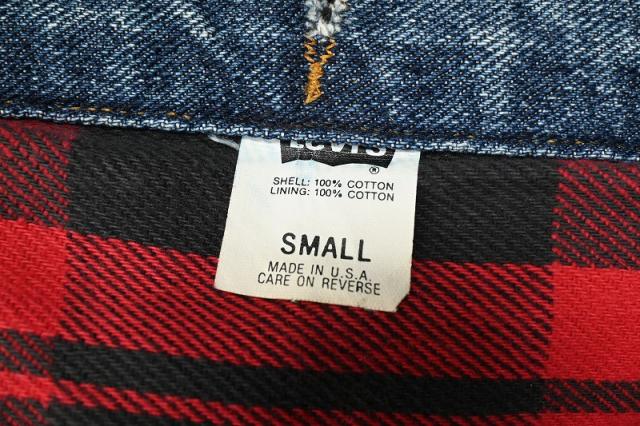 LEVI'S
®
SHELL: 100% COTTON
LINING: 100% COTTON
SMALL
MADE IN U.S.A.
CARE ON REVERSE